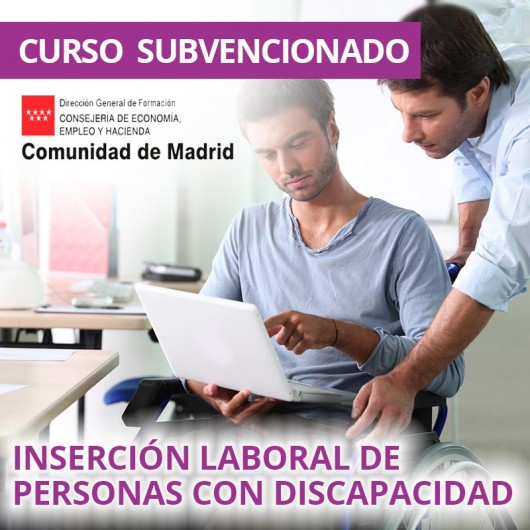 CURSO SUBVENCIONADO
Dirección General de Formación
CONSEJERÍA DE ECONOMÍA,
EMPLEO Y HACIENDA
Comunidad de Madrid
INSERCIÓN LABORAL DE
PERSONAS CON DISCAPACIDAD